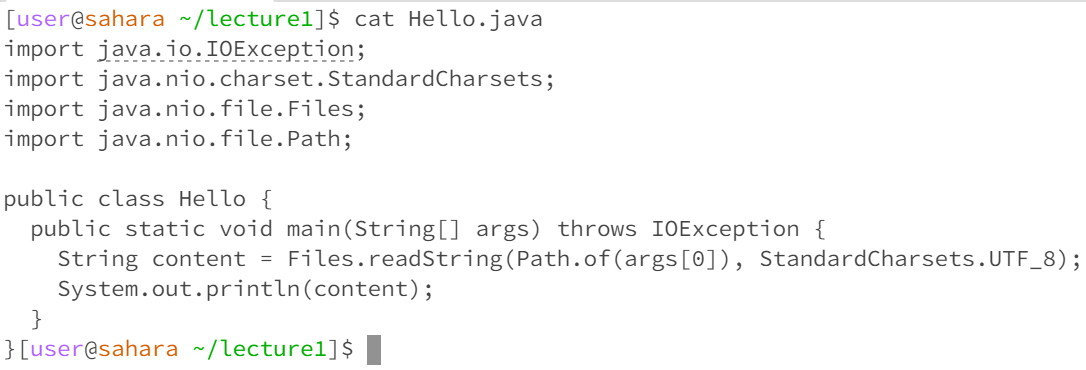 [user@sahara ~/lecture1]$ cat Hello.java
import java.io.IOException;
import java.nio.charset.StandardCharsets;
import java.nio.file.Files;
import java.nio.file.Path;

public class Hello {
  public static void main(String[] args) throws IOException {
    String content = Files.readString(Path.of(args[0]), StandardCharsets.UTF_8);
    System.out.println(content);
  }
}[user@sahara ~/lecture1]$